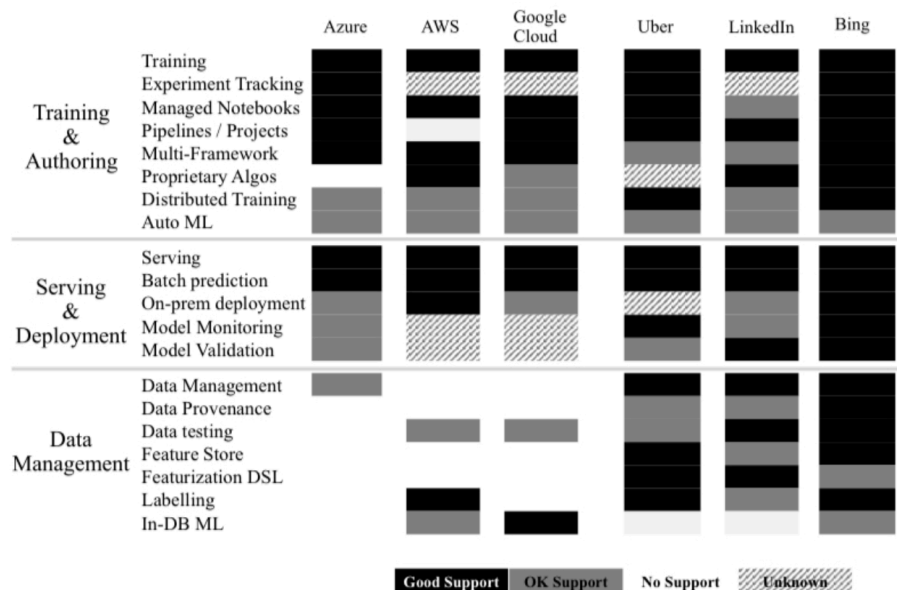 Azure
AWS
Google
Cloud
Uber
LinkedIn
Bing
Training
&
Authoring
Training
Experiment Tracking
Managed Notebooks
Pipelines / Projects
Multi-Framework
Proprietary Algos
Distributed Training
Auto ML
Serving
&
Deployment
Serving
Batch prediction
On-prem deployment
Model Monitoring
Model Validation
Data
Management
Data Management
Data Provenance
Data testing
Feature Store
Featurization DSL
Labelling
In-DB ML
Good Support
OK Support
No Support
Unknown